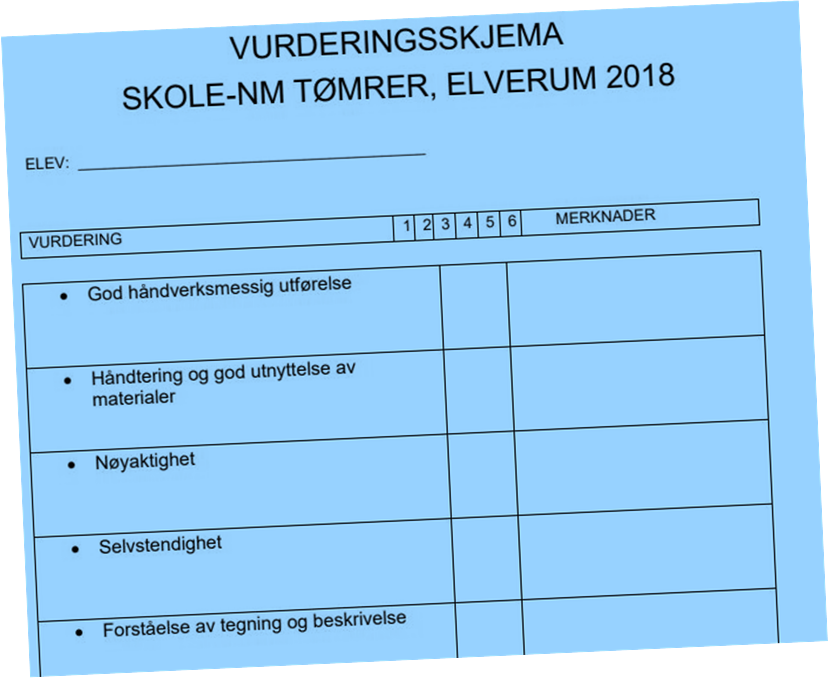 VURDERINGSSKJEMA
SKOLE-NM TØMRER, ELVERUM 2018
ELEV:
VURDERING 1 2 3 4 5 6 MERKNADER
• God håndverksmessig utførelse
• Håndtering og god utnyttelse av
materialer
• Nøyaktighet
• Selvstendighet
• Forståelse av tegning og beskrivelse